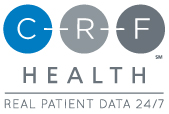 C-R-F
SM
HEALTH
REAL PATIENT DATA 24/7